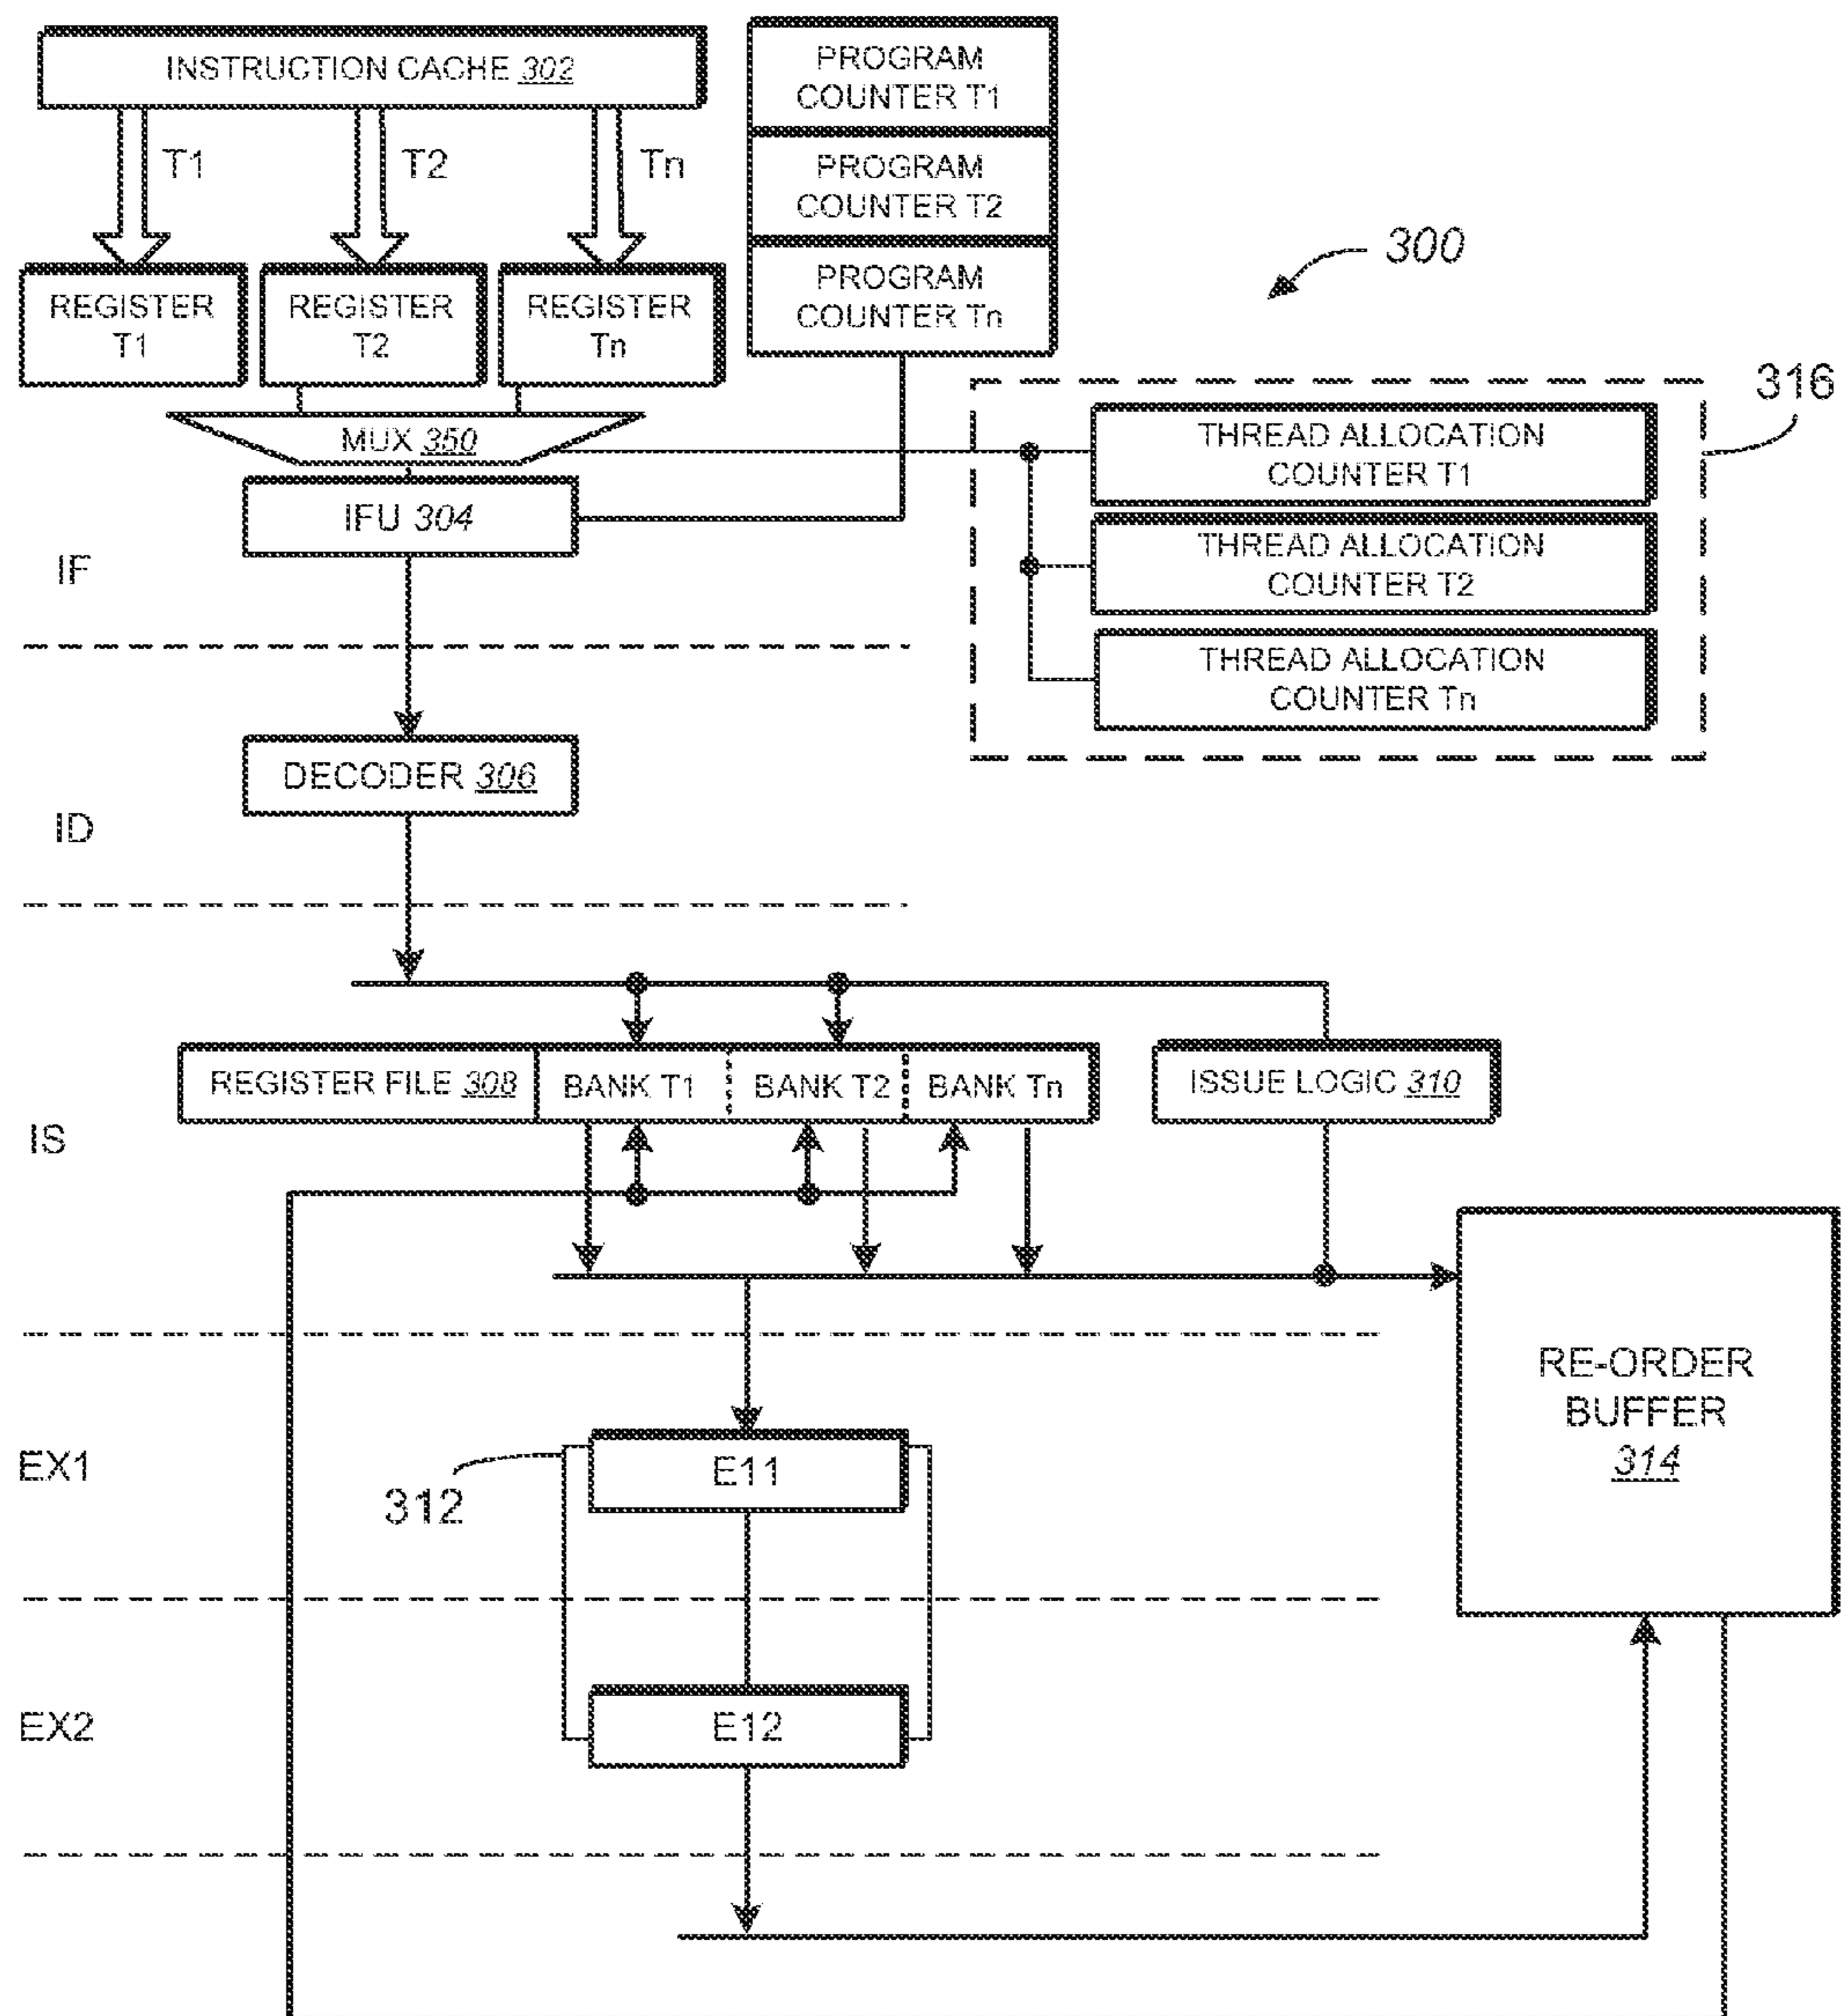 INSTRUCTION CACHE 302
PROGRAM
COUNTER T1
T1
T2
Tn
PROGRAM
COUNTER T2
300
REGISTER
T1
REGISTER
T2
REGISTER
Tn
PROGRAM
COUNTER Tn
316
MUX 350
THREAD ALLOCATION
COUNTER T1
IFU 304
IF
THREAD ALLOCATION
COUNTER T2
THREAD ALLOCATION
COUNTER Tn
DECODER 306
ID
REGISTER FILE 308
BANK T1
BANK T2
BANK Tn
ISSUE LOGIC 310
IS
RE-ORDER
BUFFER
314
EX1
E11
312
EX2
E12